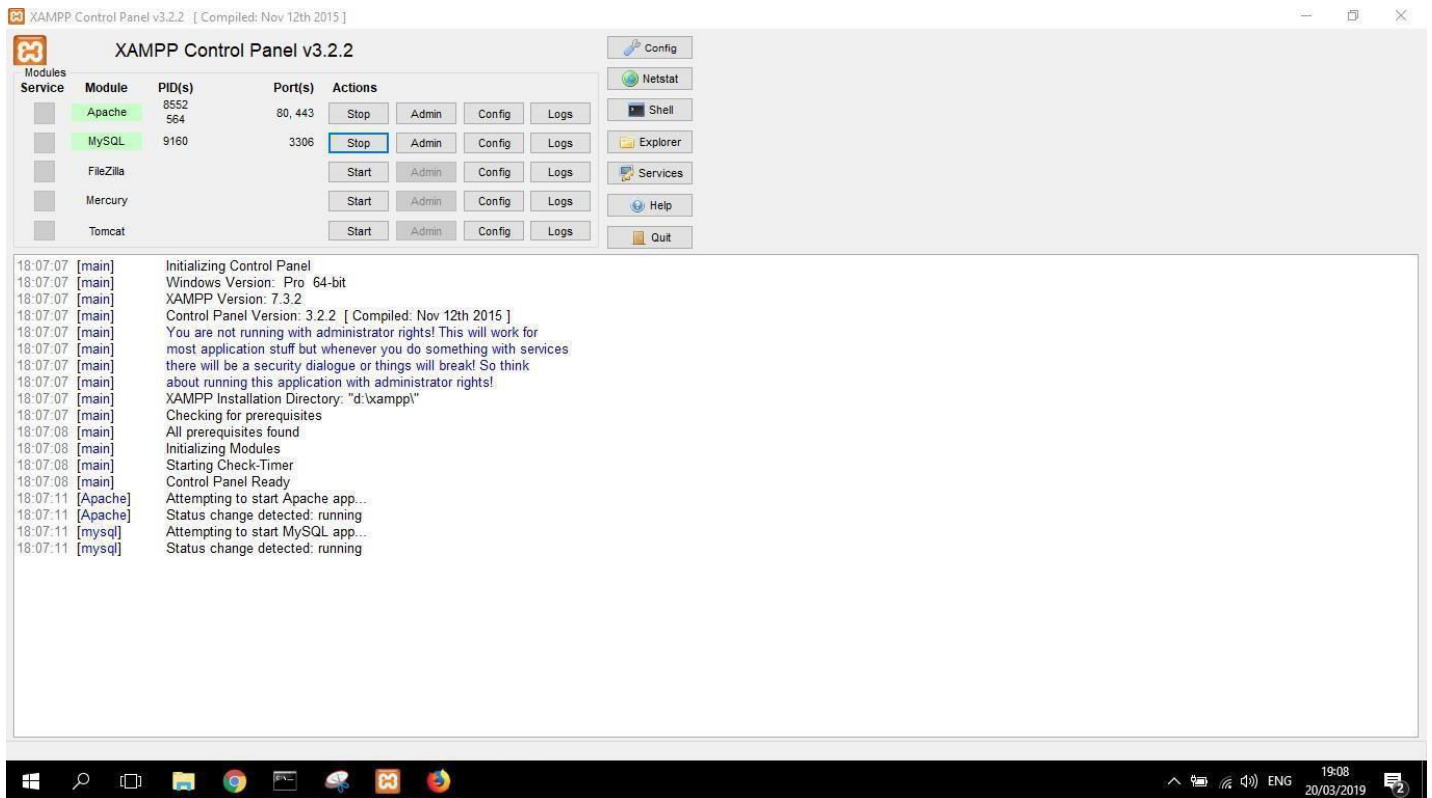 XAMPP Control Panel v3.2.2 [ Compiled: Nov 12th 2015 ]
XAMPP Control Panel v3.2.2
Config
Modules
Netstat
Service Module PID(s) Port(s) Actions
Apache 8552 564 80, 443 Stop Admin Config Logs Shell
MySQL 9160 3306 Stop Admin Config Logs Explorer
FileZilla Start Admin Config Logs Services
Mercury Start Admin Config Logs Help
Tomcat Start Admin Config Logs Quit
18:07:07 [main] Initializing Control Panel
18:07:07 [main] Windows Version: Pro 64-bit
18:07:07 [main] XAMPP Version: 7.3.2
18:07:07 [main] Control Panel Version: 3.2.2 [ Compiled: Nov 12th 2015 ]
18:07:07 [main] You are not running with administrator rights! This will work for
18:07:07 [main] most application stuff but whenever you do something with services
18:07:07 [main] there will be a security dialogue or things will break! So think
18:07:07 [main] about running this application with administrator rights!
18:07:07 [main] XAMPP Installation Directory: "d:\xampp\"
18:07:07 [main] Checking for prerequisites
18:07:08 [main] All prerequisites found
18:07:08 [main] Initializing Modules
18:07:08 [main] Starting Check-Timer
18:07:08 [main] Control Panel Ready
18:07:11 [Apache] Attempting to start Apache app...
18:07:11 [Apache] Status change detected: running
18:07:11 [mysql] Attempting to start MySQL app...
18:07:11 [mysql] Status change detected: running
ENG
19:08
20/03/2019
2